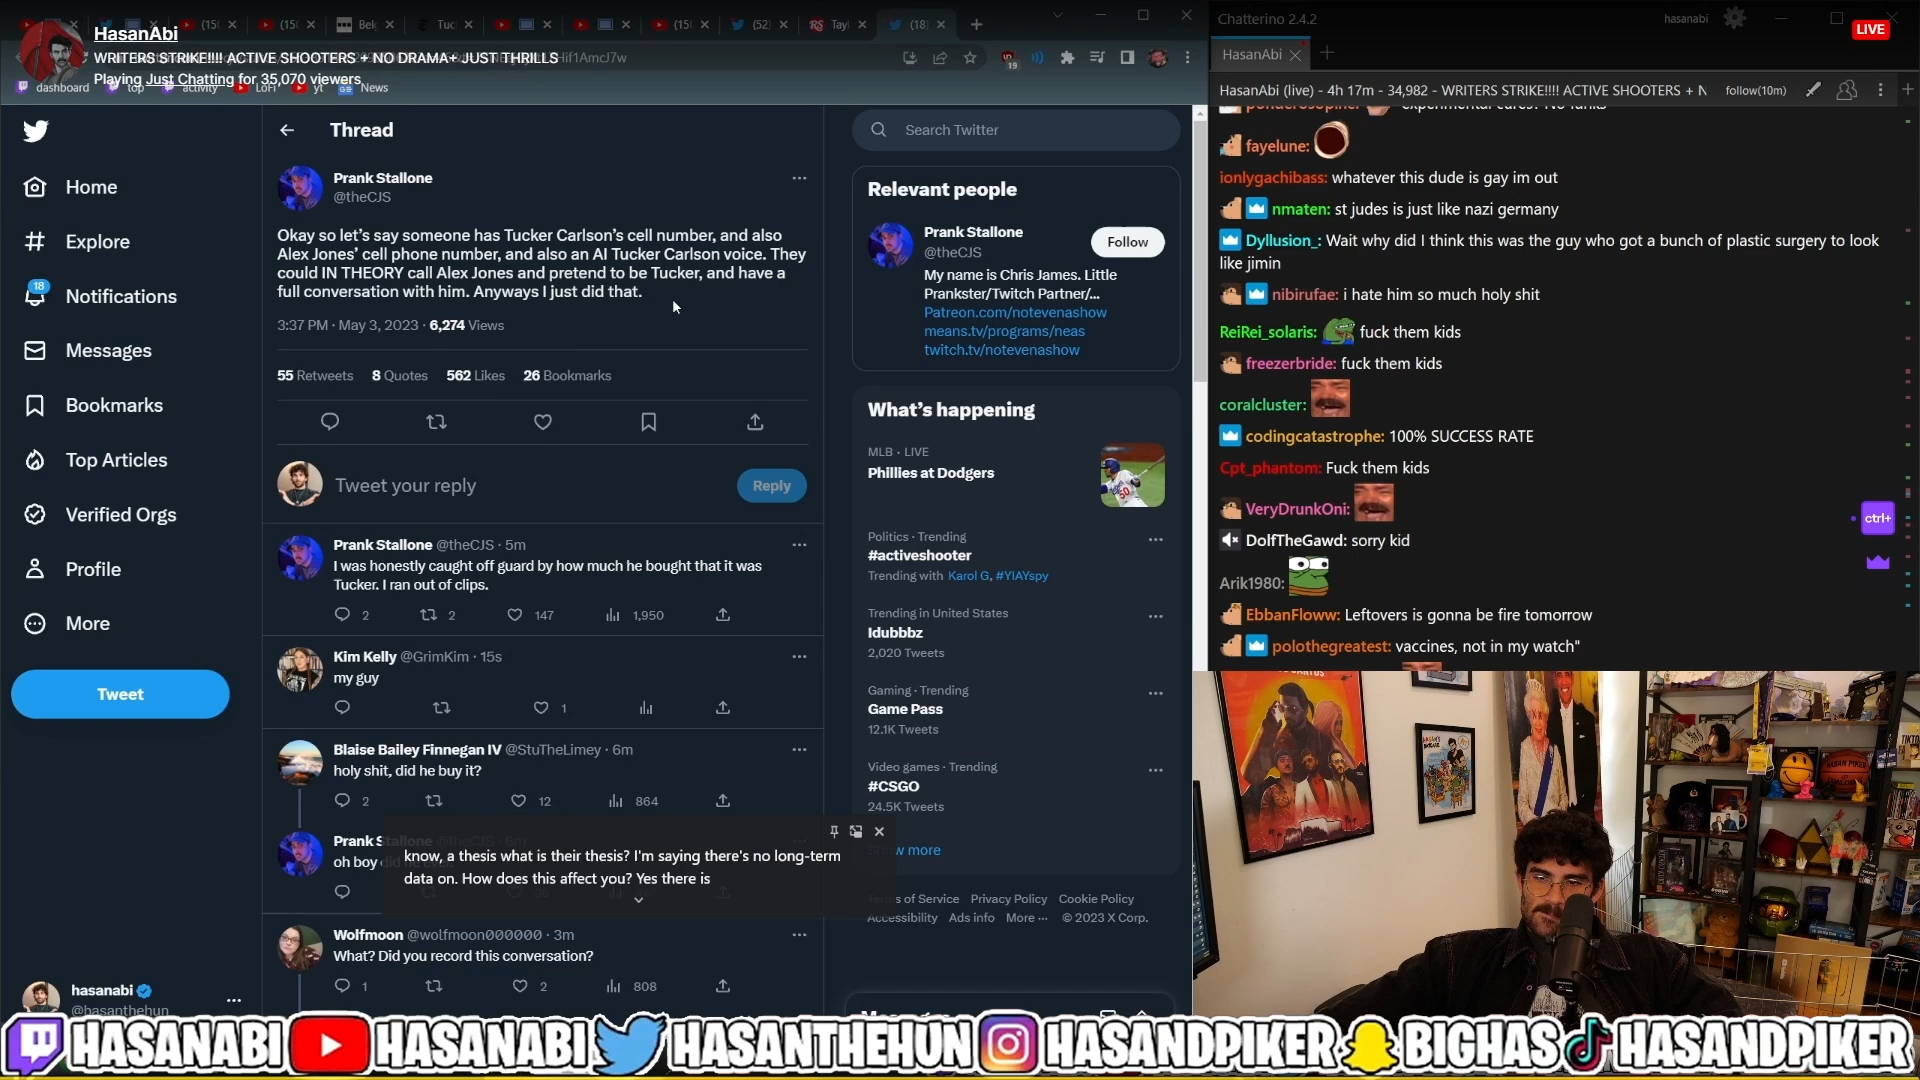 HasanAbi
WRITERS STRIKE!!!! ACTIVE SHOOTERS + NO DRAMA+ JUST THRILLS
Playing Just Chatting for 35,070 viewers
dashboard
top
activity
LoFi
yt
News
Thread
Prank Stallone
@theCJS
Okay so let's say someone has Tucker Carlson's cell number, and also
Alex Jones' cell phone number, and also an AI Tucker Carlson voice. They
could IN THEORY call Alex Jones and pretend to be Tucker, and have a
full conversation with him. Anyways I just did that.
3:37 PM · May 3, 2023 · 6,274 Views
55 Retweets 8 Quotes 562 Likes 26 Bookmarks
Tweet your reply
Reply
Prank Stallone @theCJS · 5m
I was honestly caught off guard by how much he bought that it was
Tucker. I ran out of clips.
2 2 147 1,950
Kim Kelly @GrimKim · 15s
my guy
1
Blaise Bailey Finnegan IV @StuTheLimey · 6m
holy shit, did he buy it?
2 12 864
Prank Stallone @theCJS
oh boy did
know, a thesis what is their thesis? I'm saying there's no long-term
data on. How does this affect you? Yes there is
Wolfmoon @wolfmoon000000 · 3m
What? Did you record this conversation?
1 2 808
Home
Explore
18
Notifications
Messages
Bookmarks
Top Articles
Verified Orgs
Profile
More
Tweet
hasanabi
@hasanthehun
Search Twitter
Relevant people
Prank Stallone
@theCJS
Follow
My name is Chris James. Little
Prankster/Twitch Partner/...
Patreon.com/notevenashow
means.tv/programs/neas
twitch.tv/notevenashow
What's happening
MLB · LIVE
Phillies at Dodgers
Politics · Trending
#activeshooter
Trending with Karol G, #YIAYspy
Trending in United States
Idubbbz
2,020 Tweets
Gaming · Trending
Game Pass
12.1K Tweets
Video games · Trending
#CSGO
24.5K Tweets
Show more
Terms of Service Privacy Policy Cookie Policy
Accessibility Ads info More ··· © 2023 X Corp.
Chatterino 2.4.2
hasanabi
LIVE
HasanAbi
HasanAbi (live) - 4h 17m - 34,982 - WRITERS STRIKE!!!! ACTIVE SHOOTERS + N
follow(10m)
fayelune:
ionlygachibass: whatever this dude is gay im out
nmaten: st judes is just like nazi germany
Dyllusion_: Wait why did I think this was the guy who got a bunch of plastic surgery to look
like jimin
nibirufae: i hate him so much holy shit
ReiRei_solaris: fuck them kids
freezerbride: fuck them kids
coralcluster:
codingcatastrophe: 100% SUCCESS RATE
Cpt_phantom: Fuck them kids
VeryDrunkOni:
DolfTheGawd: sorry kid
Arik1980:
EbbanFloww: Leftovers is gonna be fire tomorrow
polothegreatest: vaccines, not in my watch"
ctrl+
HASANABI HASANABI HASANTHEHUN HASANDPIKER BIGHAS HASANDPIKER